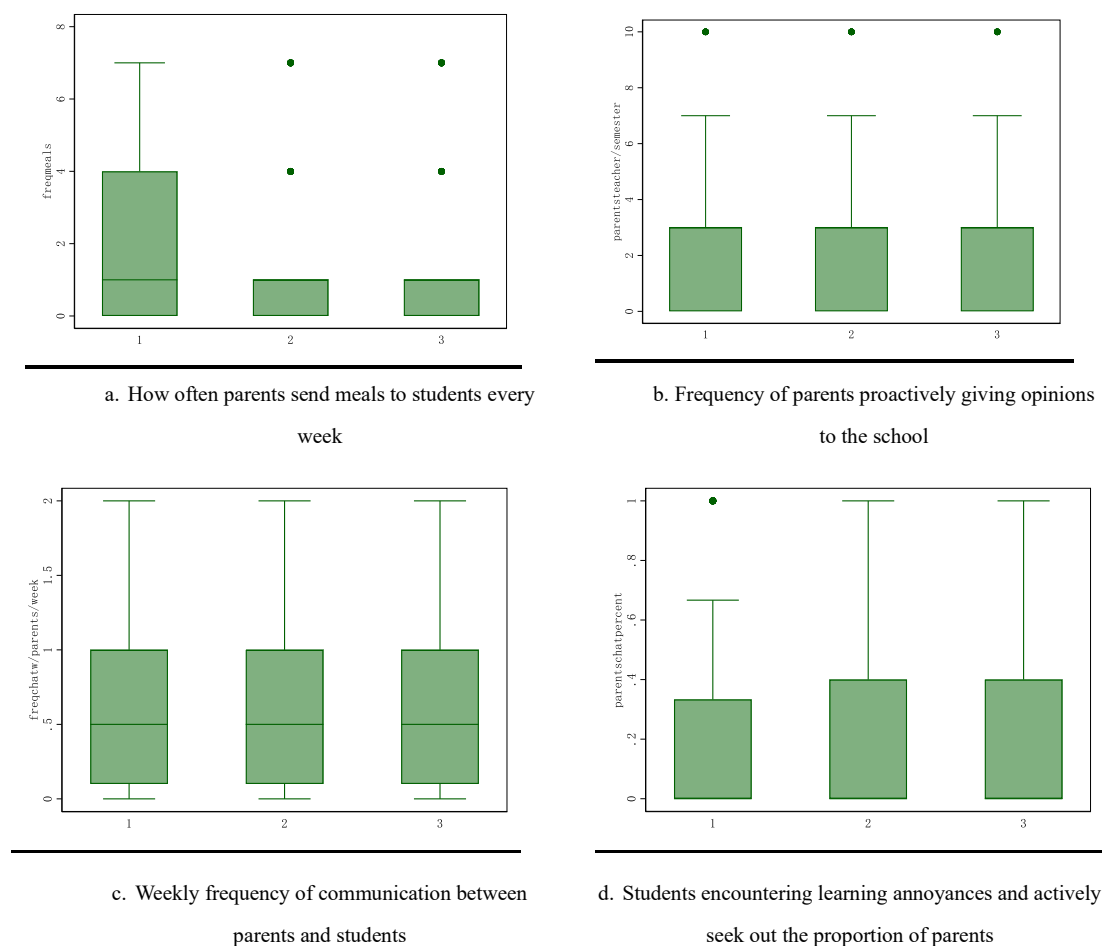 8
6
4
2
0
freqmeals
1 2 3
10
8
6
4
2
0
parentsteacher/semester
1 2 3
a. How often parents send meals to students every
week
b. Frequency of parents proactively giving opinions
to the school
2
1.5
1
.5
0
freqchatw/parents/week
1 2 3
1
.8
.6
.4
.2
0
parentschatpercent
1 2 3
c. Weekly frequency of communication between
parents and students
d. Students encountering learning annoyances and actively
seek out the proportion of parents